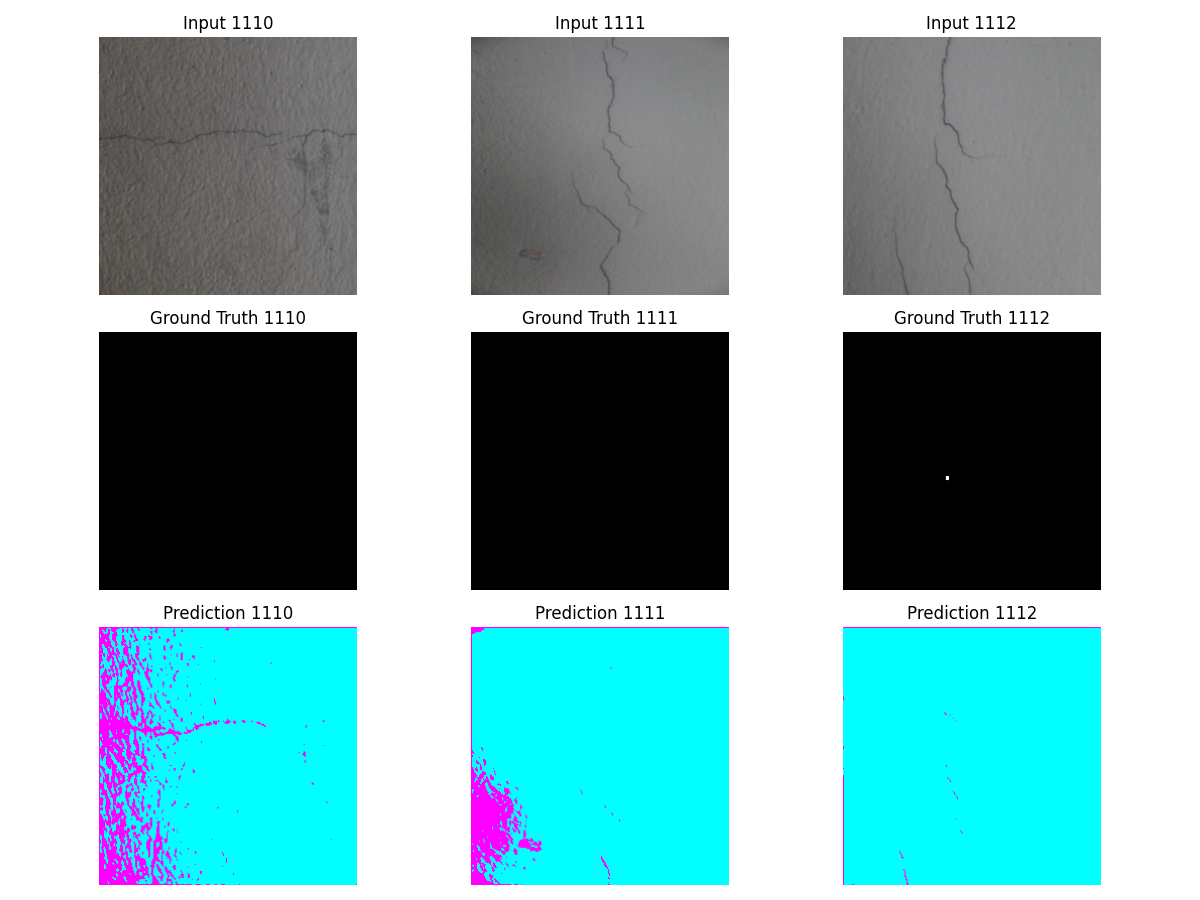 Input 1110
Input 1111
Input 1112
Ground Truth 1110
Ground Truth 1111
Ground Truth 1112
Prediction 1110
Prediction 1111
Prediction 1112